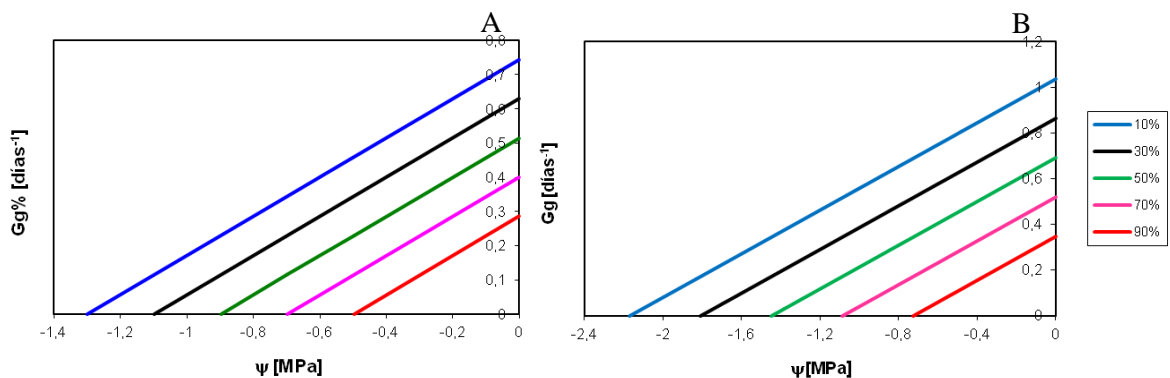 A
Gg% [días-1]
0,8
0,7
0,6
0,5
0,4
0,3
0,2
0,1
0
-1,4 -1,2 -1 -0,8 -0,6 -0,4 -0,2 0
ψ [MPa]
B
Gg [días-1]
1,2
1
0,8
0,6
0,4
0,2
0
-2,4 -2 -1,6 -1,2 -0,8 -0,4 0
ψ [MPa]
10%
30%
50%
70%
90%